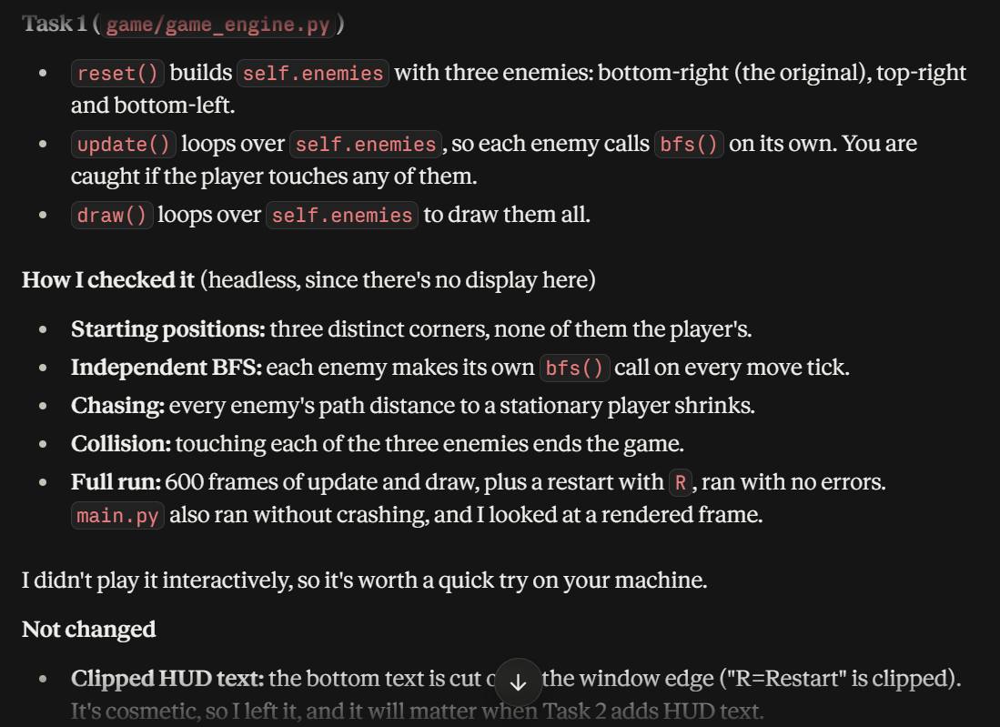 Task 1 (game/game_engine.py)
reset() builds self.enemies with three enemies: bottom-right (the original), top-right
and bottom-left.
update() loops over self.enemies, so each enemy calls bfs() on its own. You are
caught if the player touches any of them.
draw() loops over self.enemies to draw them all.
How I checked it (headless, since there's no display here)
Starting positions: three distinct corners, none of them the player's.
Independent BFS: each enemy makes its own bfs() call on every move tick.
Chasing: every enemy's path distance to a stationary player shrinks.
Collision: touching each of the three enemies ends the game.
Full run: 600 frames of update and draw, plus a restart with R, ran with no errors.
main.py also ran without crashing, and I looked at a rendered frame.
I didn't play it interactively, so it's worth a quick try on your machine.
Not changed
Clipped HUD text: the bottom text is cut the window edge ("R=Restart" is clipped).
It's cosmetic, so I left it, and it will matter when Task 2 adds HUD text.